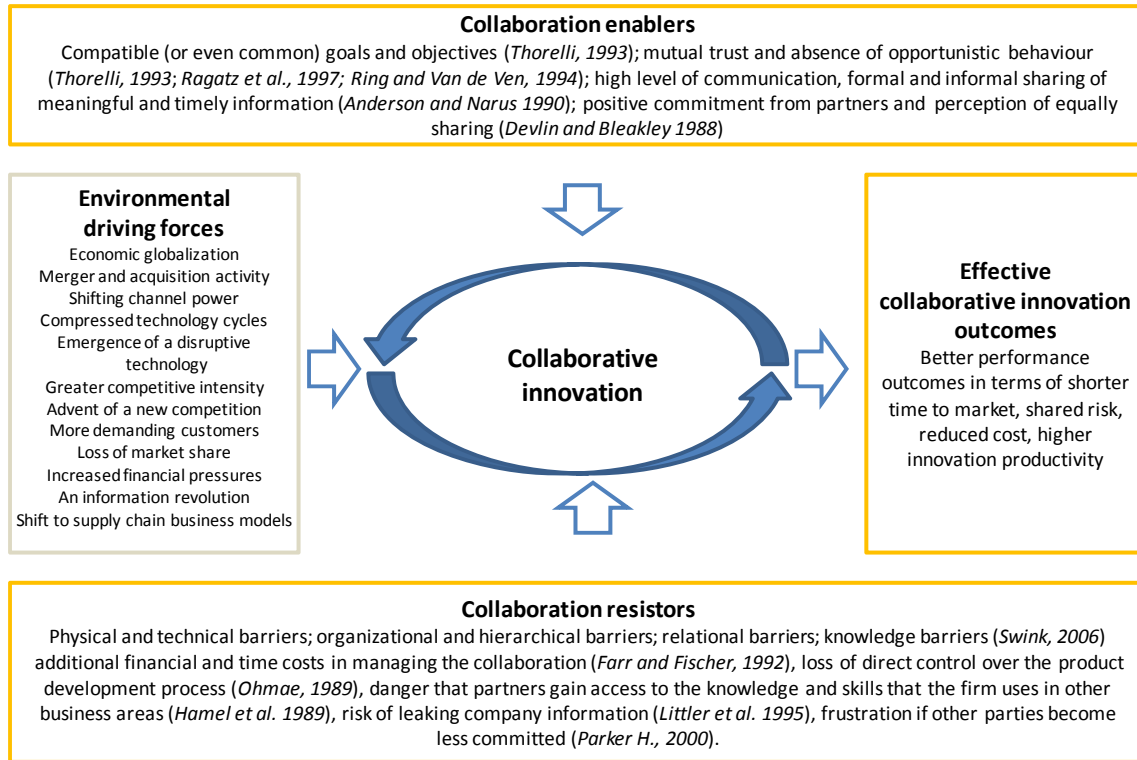 Collaboration enablers
Compatible (or even common) goals and objectives (Thorelli, 1993); mutual trust and absence of opportunistic behaviour
(Thorelli, 1993; Ragatz et al., 1997; Ring and Van de Ven, 1994); high level of communication, formal and informal sharing of
meaningful and timely information (Anderson and Narus 1990); positive commitment from partners and perception of equally
sharing (Devlin and Bleakley 1988)
Environmental
driving forces
Economic globalization
Merger and acquisition activity
Shifting channel power
Compressed technology cycles
Emergence of a disruptive
technology
Greater competitive intensity
Advent of a new competition
More demanding customers
Loss of market share
Increased financial pressures
An information revolution
Shift to supply chain business models
Collaborative
innovation
Effective
collaborative innovation
outcomes
Better performance
outcomes in terms of shorter
time to market, shared risk,
reduced cost, higher
innovation productivity
Collaboration resistors
Physical and technical barriers; organizational and hierarchical barriers; relational barriers; knowledge barriers (Swink, 2006)
additional financial and time costs in managing the collaboration (Farr and Fischer, 1992), loss of direct control over the product
development process (Ohmae, 1989), danger that partners gain access to the knowledge and skills that the firm uses in other
business areas (Hamel et al. 1989), risk of leaking company information (Littler et al. 1995), frustration if other parties become
less committed (Parker H., 2000).